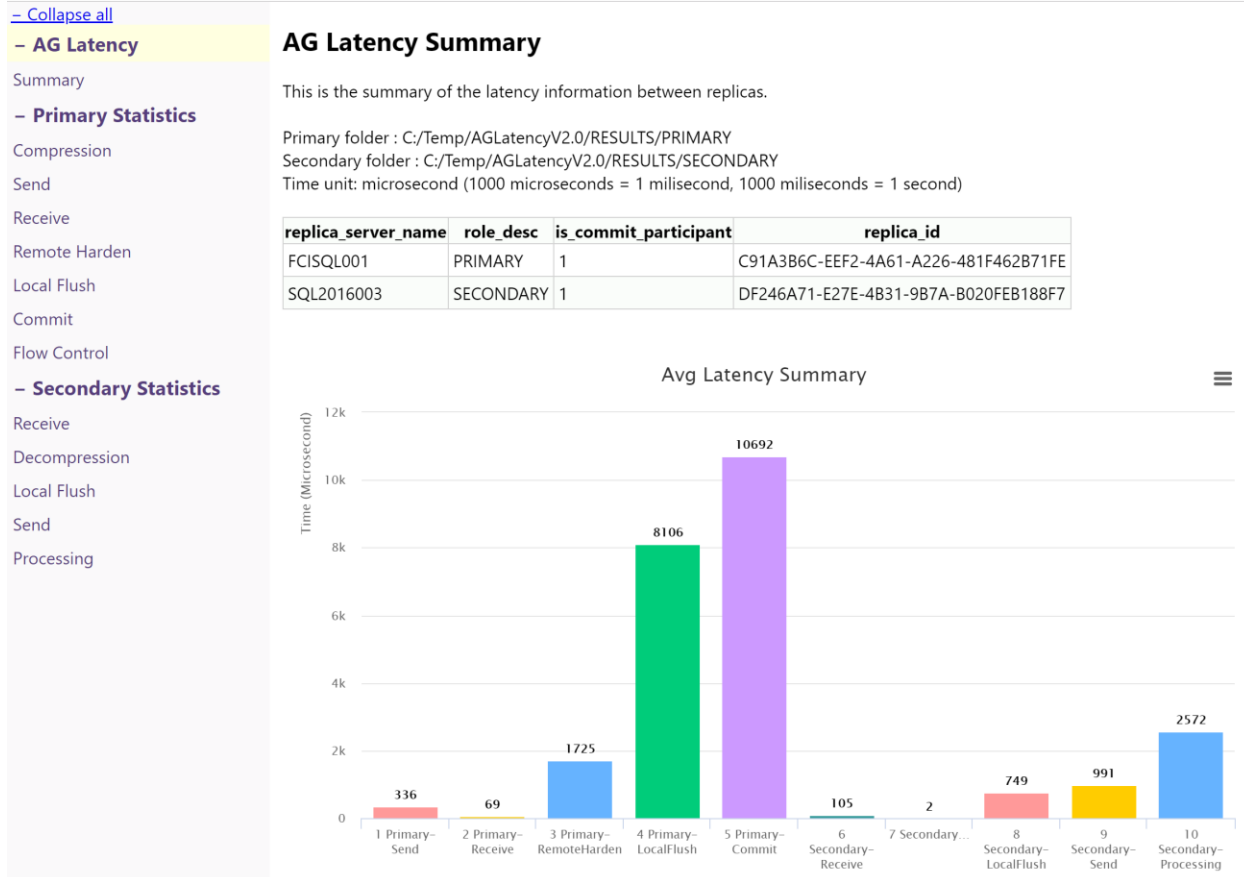 – Collapse all
– AG Latency
Summary
– Primary Statistics
Compression
Send
Receive
Remote Harden
Local Flush
Commit
Flow Control
– Secondary Statistics
Receive
Decompression
Local Flush
Send
Processing
AG Latency Summary
This is the summary of the latency information between replicas.
Primary folder : C:/Temp/AGLatencyV2.0/RESULTS/PRIMARY
Secondary folder : C:/Temp/AGLatencyV2.0/RESULTS/SECONDARY
Time unit: microsecond (1000 microseconds = 1 milisecond, 1000 miliseconds = 1 second)
replica_server_name role_desc is_commit_participant replica_id
FCISQL001 PRIMARY 1 C91A3B6C-EEF2-4A61-A226-481F462B71FE
SQL2016003 SECONDARY 1 DF246A71-E27E-4B31-9B7A-B020FEB188F7
Avg Latency Summary
Time (Microsecond)
12k
10k
8k
6k
4k
2k
0
336
69
1725
8106
10692
105
2
749
991
2572
1 Primary-
Send
2 Primary-
Receive
3 Primary-
RemoteHarden
4 Primary-
LocalFlush
5 Primary-
Commit
6
Secondary-
Receive
7 Secondary...
8
Secondary-
LocalFlush
9
Secondary-
Send
10
Secondary-
Processing